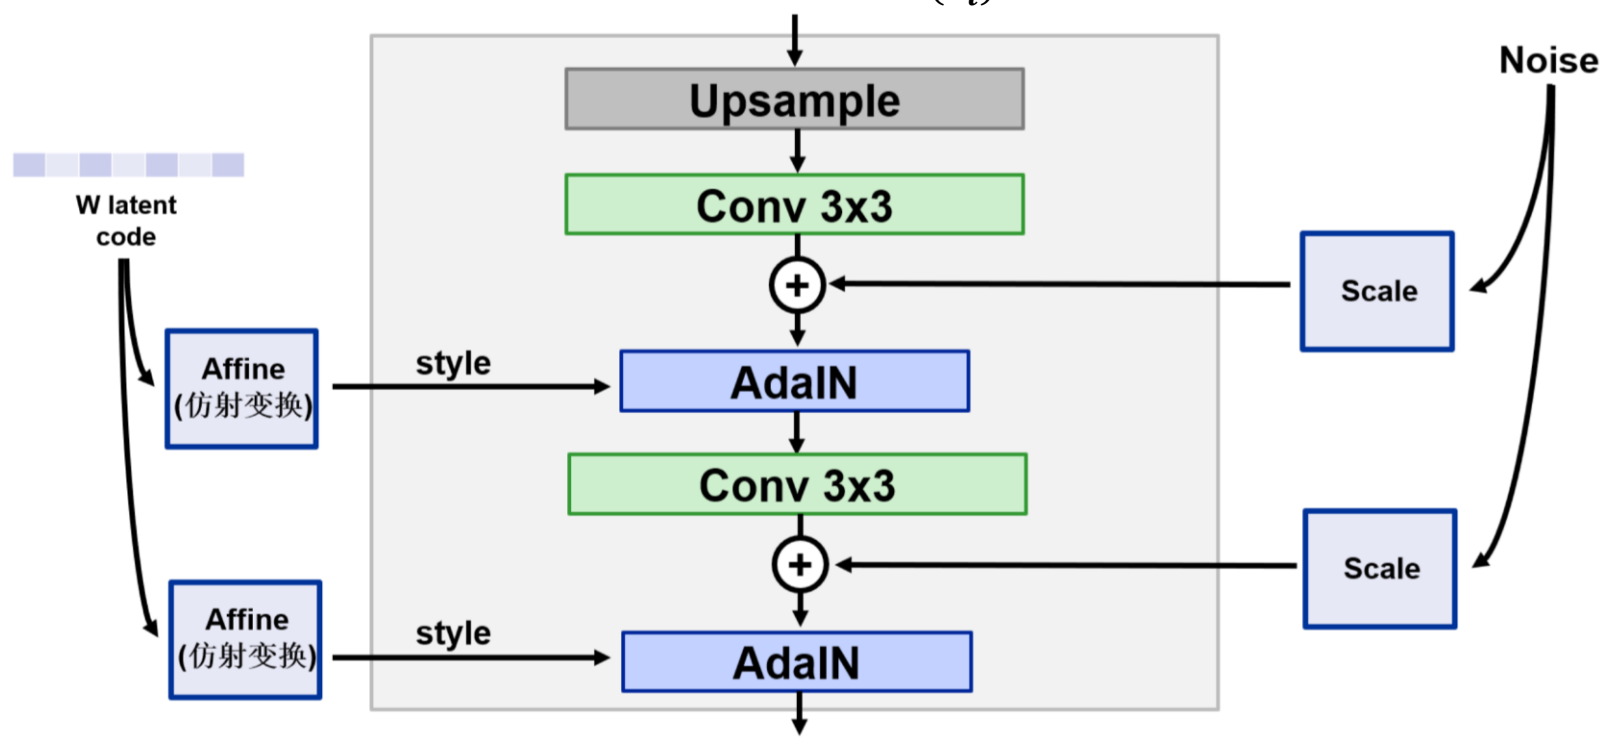 Noise
Upsample
Conv 3x3
W latent
code
Scale
Affine
(仿射变换)
style
AdaIN
Conv 3x3
Scale
Affine
(仿射变换)
style
AdaIN